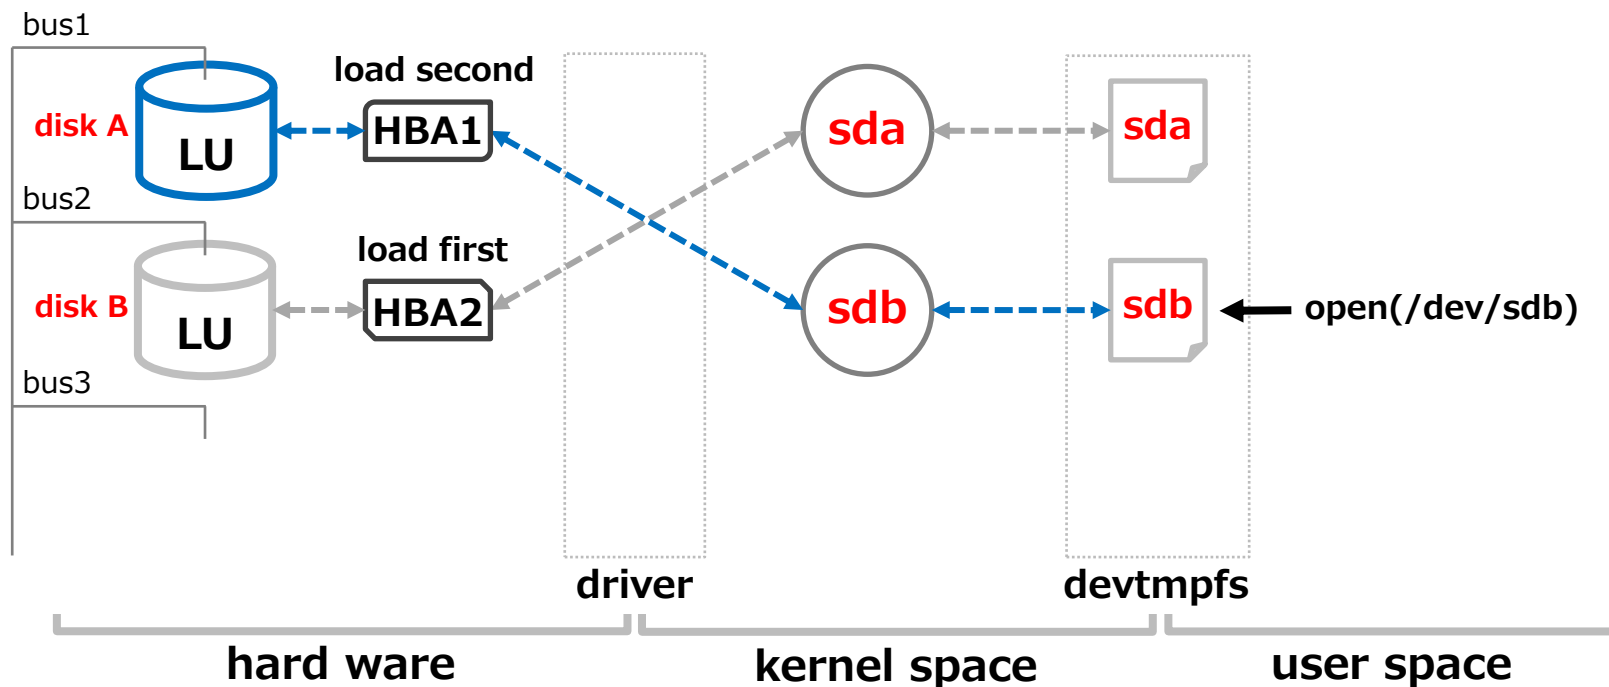 bus1
load second
disk A
LU
HBA1
sda
sda
bus2
load first
disk B
LU
HBA2
sdb
sdb
open(/dev/sdb)
bus3
driver
devtmpfs
hard ware
kernel space
user space